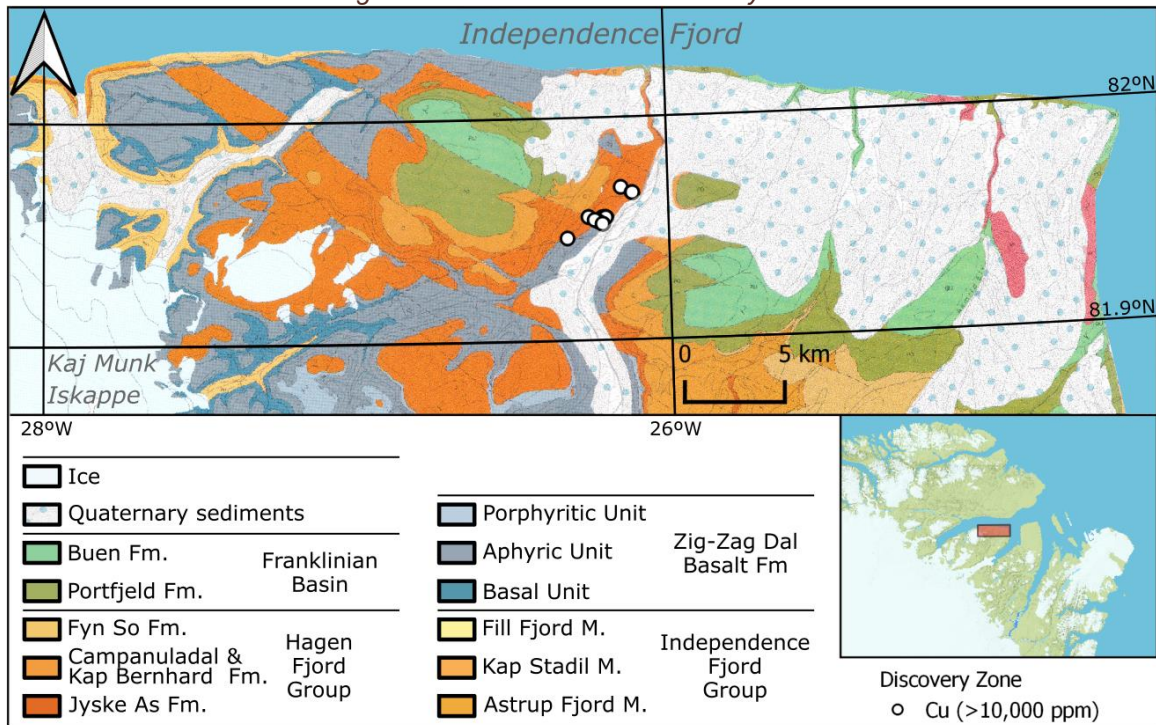 Independence Fjord
82ºN
81.9ºN
Kaj Munk
Iskappe
0 5 km
28ºW
26ºW
Ice
Quaternary sediments
Buen Fm.
Portfjeld Fm.
Franklinian
Basin
Fyn So Fm.
Campanuladal &
Kap Bernhard Fm.
Jyske As Fm.
Hagen
Fjord
Group
Porphyritic Unit
Aphyric Unit
Basal Unit
Zig-Zag Dal
Basalt Fm
Fill Fjord M.
Kap Stadil M.
Astrup Fjord M.
Independence
Fjord
Group
Discovery Zone
Cu (>10,000 ppm)